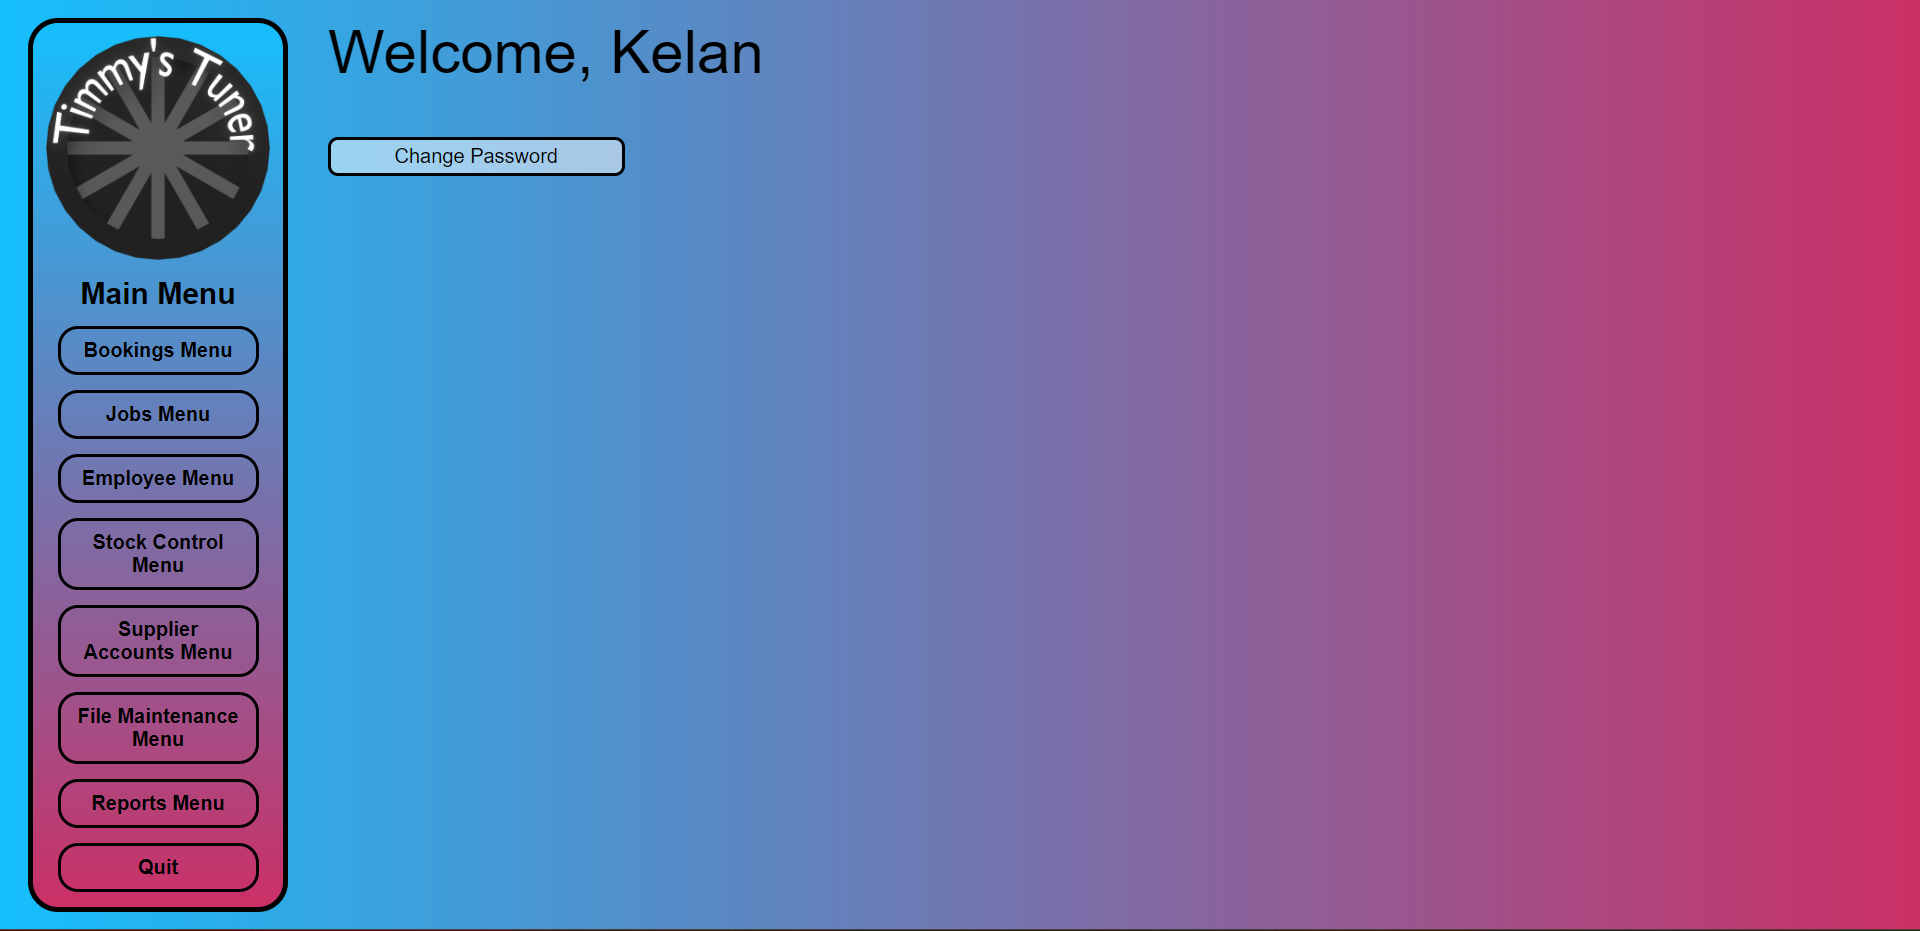 Timmy's Tuner
Welcome, Kelan
Change Password
Main Menu
Bookings Menu
Jobs Menu
Employee Menu
Stock Control
Menu
Supplier
Accounts Menu
File Maintenance
Menu
Reports Menu
Quit